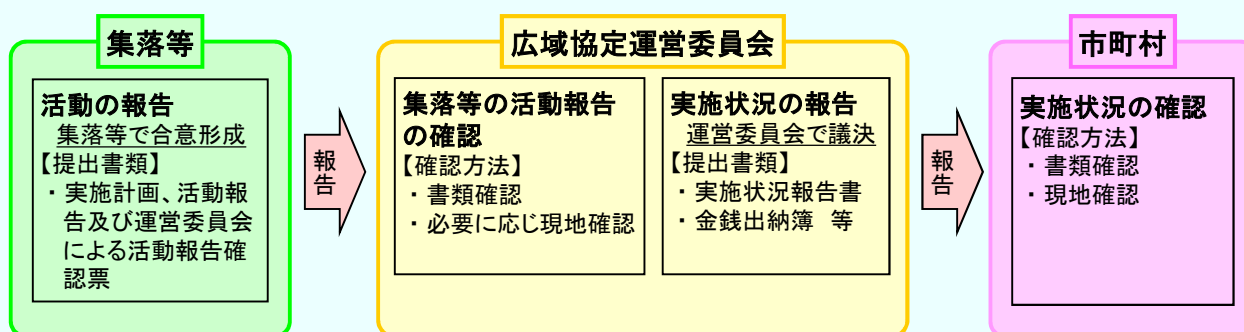 集落等
活動の報告
集落等で合意形成
【提出書類】
・ 実施計画、活動報
告及び運営委員会
による活動報告確
認票
報告
広域協定運営委員会
集落等の活動報告
の確認
【確認方法】
・ 書類確認
・ 必要に応じ現地確認
実施状況の報告
運営委員会で議決
【提出書類】
・ 実施状況報告書
・ 金銭出納簿 等
報告
市町村
実施状況の確認
【確認方法】
・ 書類確認
・ 現地確認